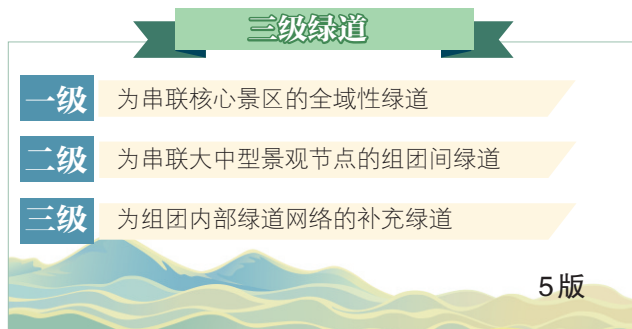 三级绿道
一级 为串联核心景区的全域性绿道
二级 为串联大中型景观节点的组团间绿道
三级 为组团内部绿道网络的补充绿道
5版